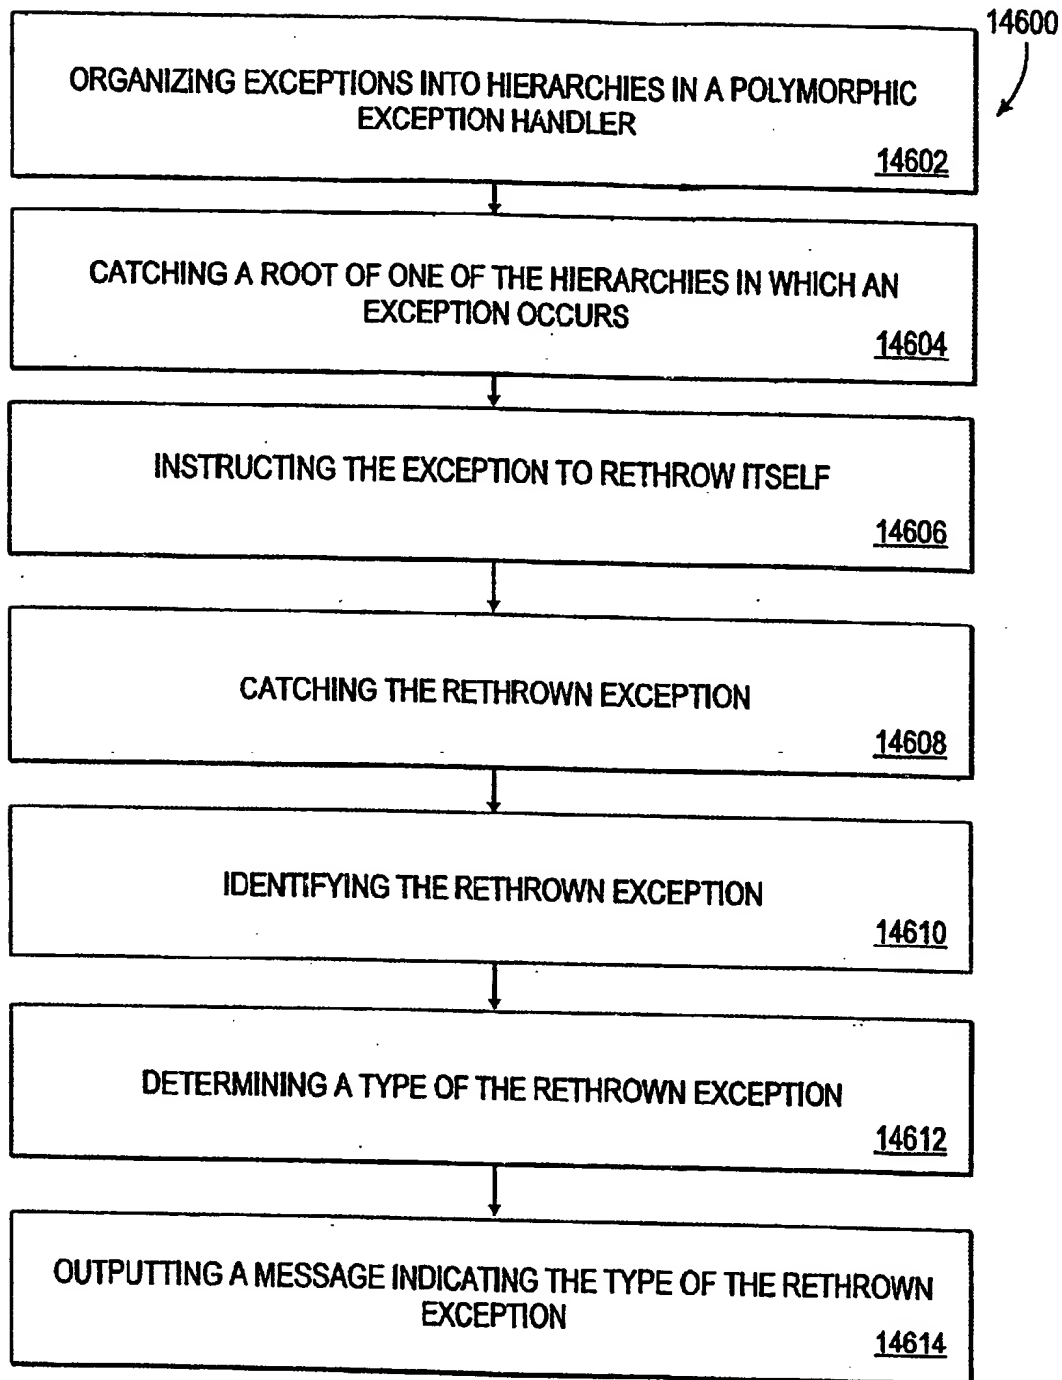 14600
ORGANIZING EXCEPTIONS INTO HIERARCHIES IN A POLYMORPHIC
EXCEPTION HANDLER
14602
CATCHING A ROOT OF ONE OF THE HIERARCHIES IN WHICH AN
EXCEPTION OCCURS
14604
INSTRUCTING THE EXCEPTION TO RETHROW ITSELF
14606
CATCHING THE RETHROWN EXCEPTION
14608
IDENTIFYING THE RETHROWN EXCEPTION
14610
DETERMINING A TYPE OF THE RETHROWN EXCEPTION
14612
OUTPUTTING A MESSAGE INDICATING THE TYPE OF THE RETHROWN
EXCEPTION
14614